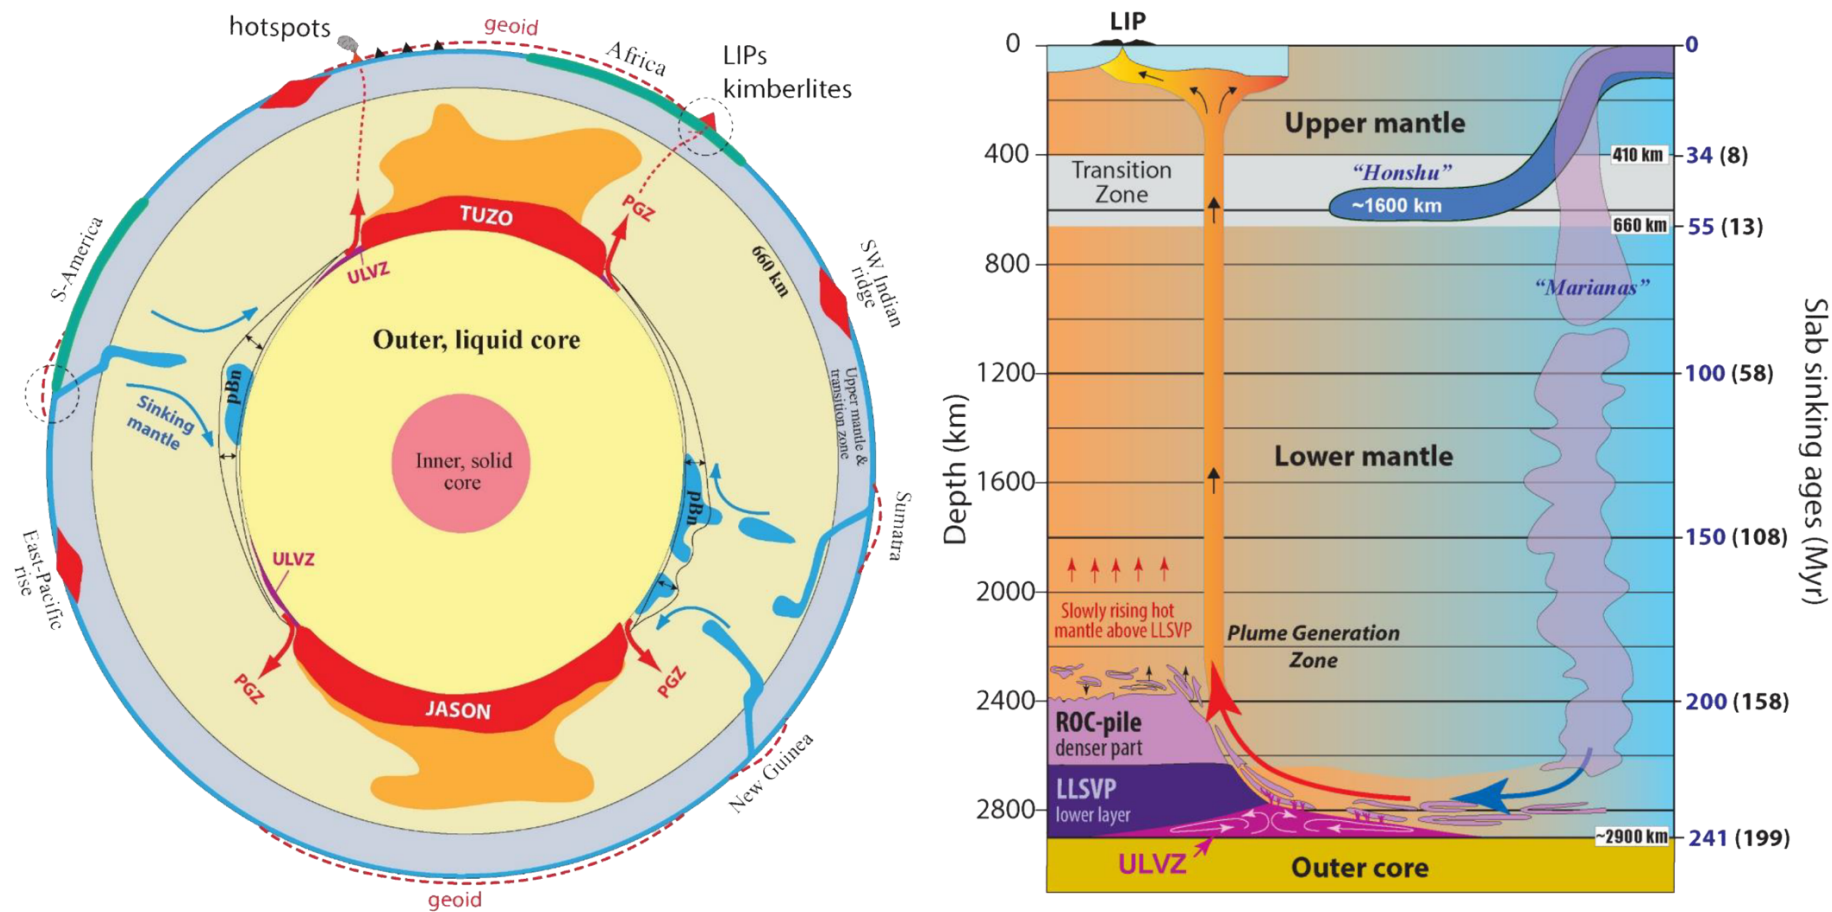 hotspots
geoid
Africa
LIPs
kimberlites
TUZO
PGZ
ULVZ
660 km
S-America
SW Indian
ridge
Outer, liquid core
pBn
Sinking
mantle
Upper mantle &
transition zone
Inner, solid
core
pBn
Sumatra
East-Pacific
rise
ULVZ
PGZ
PGZ
JASON
New Guinea
geoid
LIP
0
0
Upper mantle
400
410 km
34 (8)
Transition
Zone
“Honshu”
~1600 km
660 km
55 (13)
800
“Marianas”
1200
100 (58)
Depth (km)
Slab sinking ages (Myr)
Lower mantle
1600
150 (108)
2000
Slowly rising hot
mantle above LLSVP
Plume Generation
Zone
2400
200 (158)
ROC-pile
denser part
LLSVP
lower layer
2800
~2900 km
241 (199)
ULVZ
Outer core